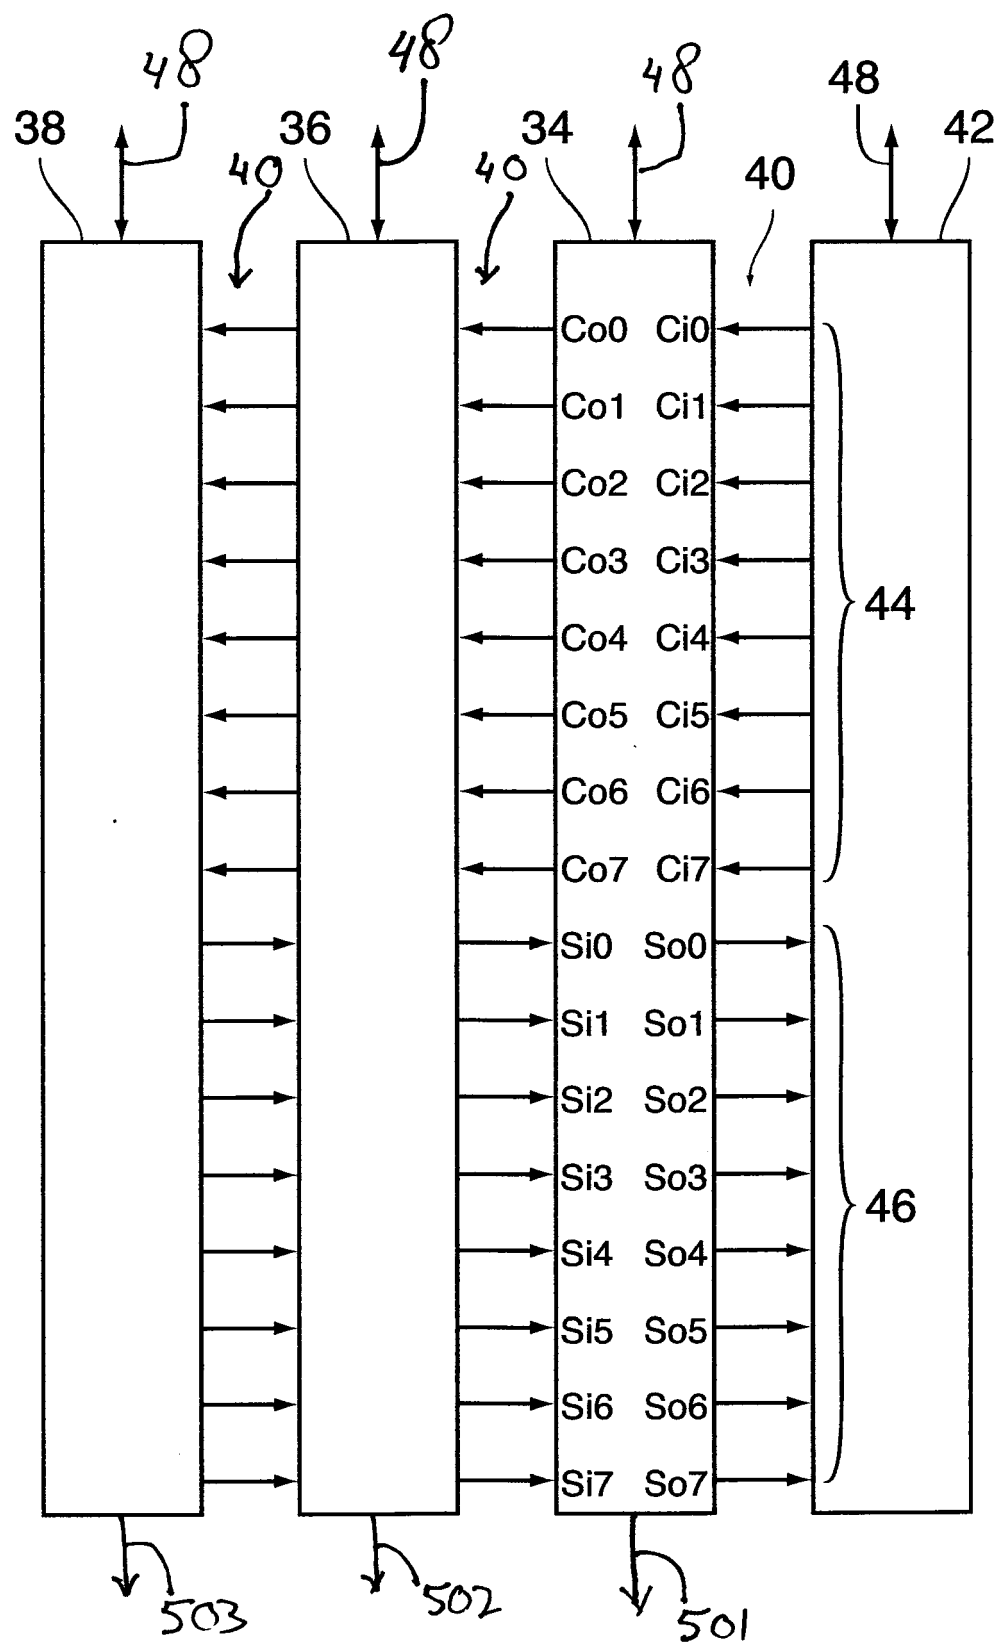 48 48 48 48
38 36 34 42
40 40 40
Co0 Ci0
Co1 Ci1
Co2 Ci2
Co3 Ci3
44
Co4 Ci4
Co5 Ci5
Co6 Ci6
Co7 Ci7
Si0 So0
Si1 So1
Si2 So2
Si3 So3
46
Si4 So4
Si5 So5
Si6 So6
Si7 So7
503 502 501